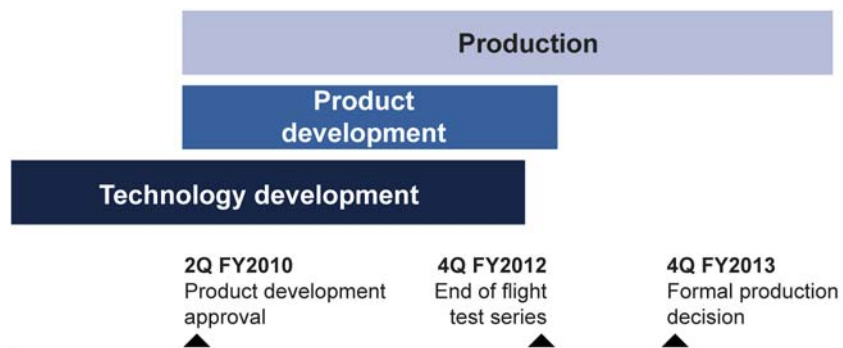 Production
Product
development
Technology development
2Q FY2010
Product development
approval
4Q FY2012
End of flight
test series
4Q FY2013
Formal production
decision